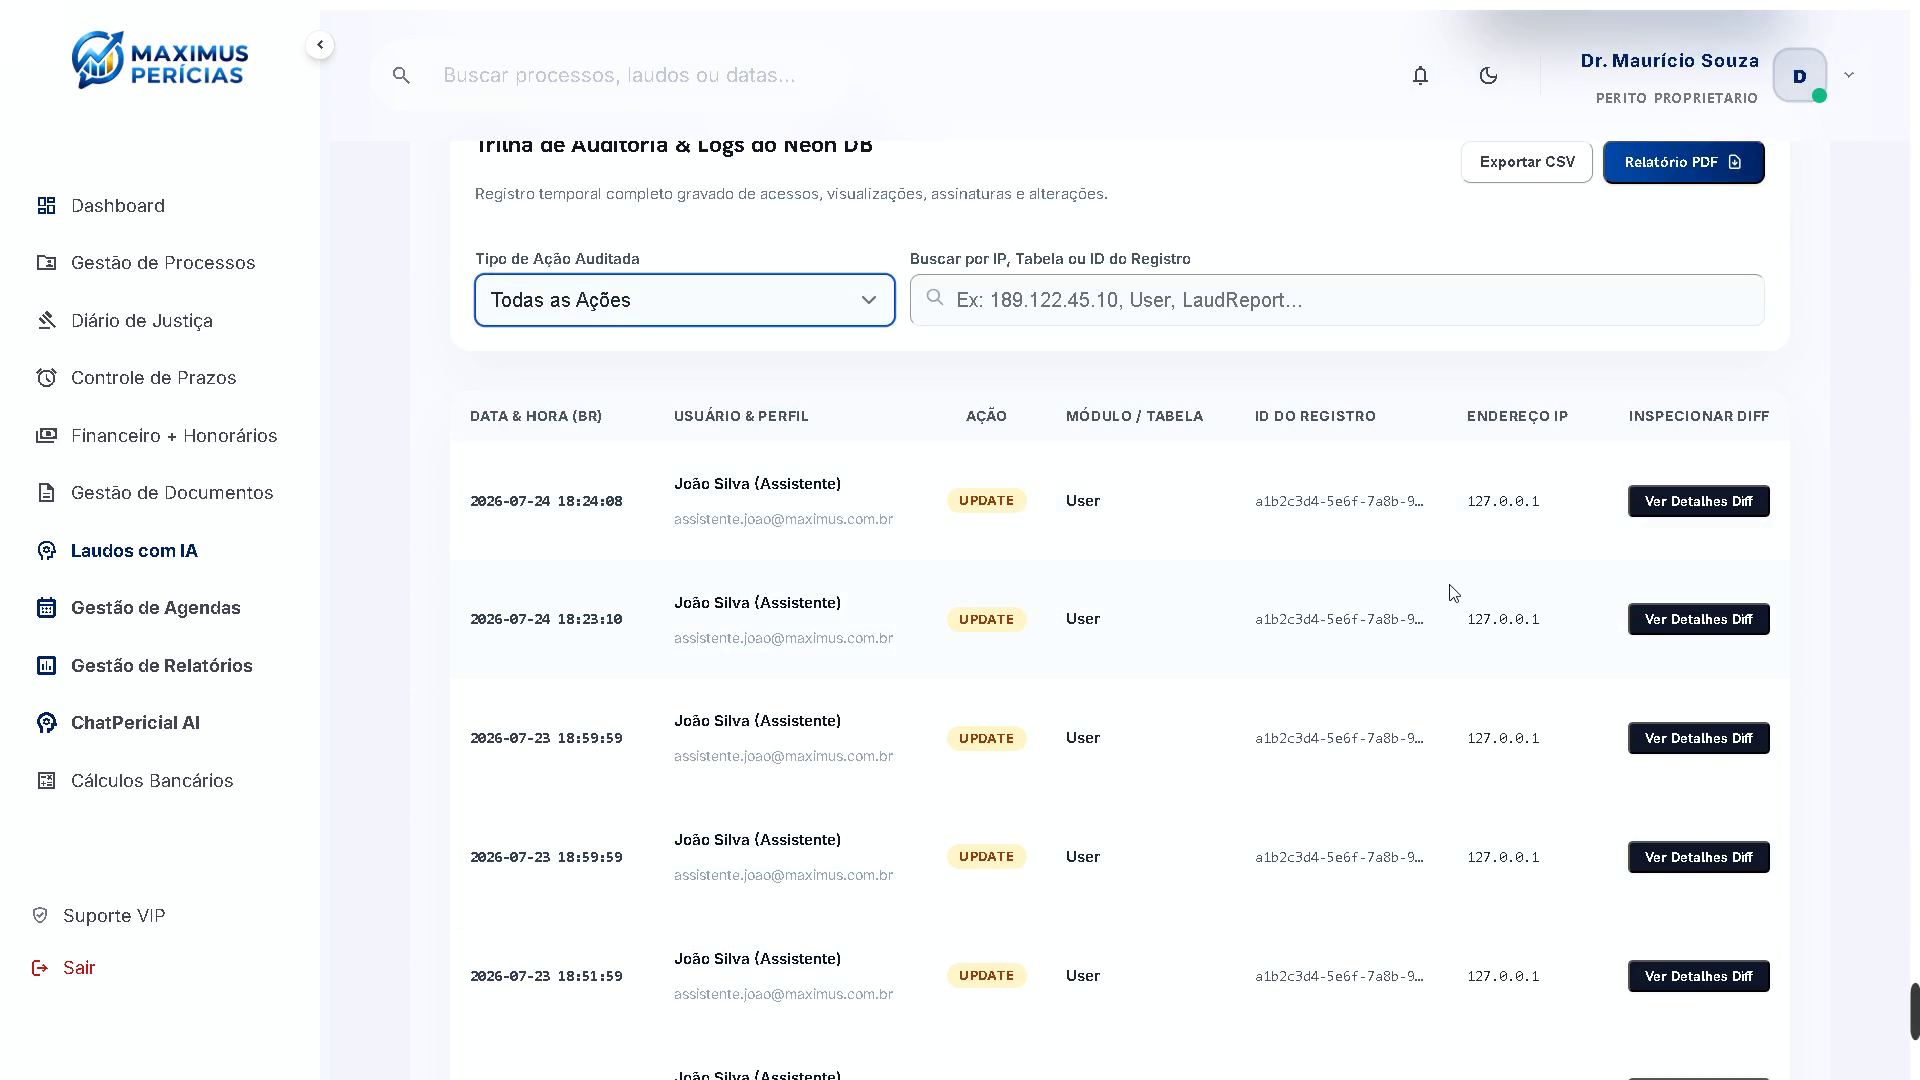 MAXIMUS
PERÍCIAS
Buscar processos, laudos ou datas...
Dr. Maurício Souza
PERITO PROPRIETARIO
D
Dashboard
Gestão de Processos
Diário de Justiça
Controle de Prazos
Financeiro + Honorários
Gestão de Documentos
Laudos com IA
Gestão de Agendas
Gestão de Relatórios
ChatPericial AI
Cálculos Bancários
Suporte VIP
Sair
Trilha de Auditoria & Logs do Neon DB
Registro temporal completo gravado de acessos, visualizações, assinaturas e alterações.
Exportar CSV
Relatório PDF
Tipo de Ação Auditada
Todas as Ações
Buscar por IP, Tabela ou ID do Registro
Ex: 189.122.45.10, User, LaudReport...
DATA & HORA (BR) USUÁRIO & PERFIL AÇÃO MÓDULO / TABELA ID DO REGISTRO ENDEREÇO IP INSPECIONAR DIFF
João Silva (Assistente)
2026-07-24 18:24:08 UPDATE User a1b2c3d4-5e6f-7a8b-9… 127.0.0.1 Ver Detalhes Diff
assistente.joao@maximus.com.br
João Silva (Assistente)
2026-07-24 18:23:10 UPDATE User a1b2c3d4-5e6f-7a8b-9… 127.0.0.1 Ver Detalhes Diff
assistente.joao@maximus.com.br
João Silva (Assistente)
2026-07-23 18:59:59 UPDATE User a1b2c3d4-5e6f-7a8b-9… 127.0.0.1 Ver Detalhes Diff
assistente.joao@maximus.com.br
João Silva (Assistente)
2026-07-23 18:59:59 UPDATE User a1b2c3d4-5e6f-7a8b-9… 127.0.0.1 Ver Detalhes Diff
assistente.joao@maximus.com.br
João Silva (Assistente)
2026-07-23 18:51:59 UPDATE User a1b2c3d4-5e6f-7a8b-9… 127.0.0.1 Ver Detalhes Diff
assistente.joao@maximus.com.br
João Silva (Assistente)